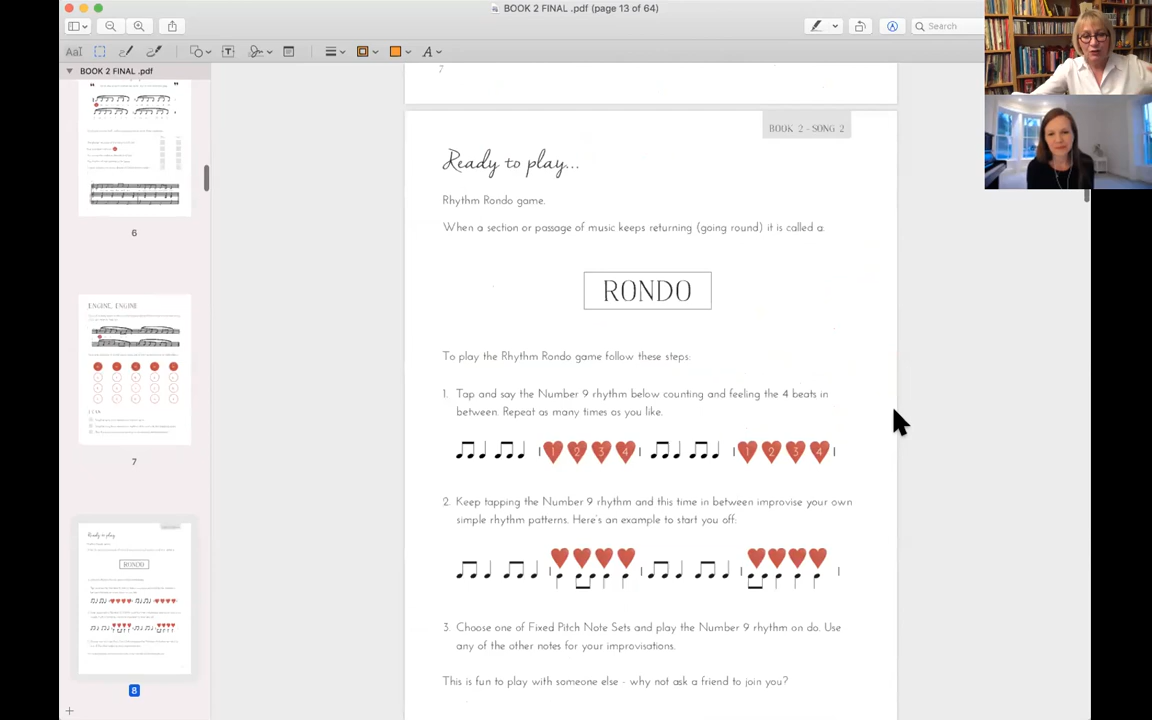 BOOK 2 FINAL .pdf (page 13 of 64)
Search
BOOK 2 FINAL .pdf
6
ENGINE, ENGINE
7
Ready to play
RONDO
8
7
BOOK 2 - SONG 2
Ready to play...
Rhythm Rondo game.
When a section or passage of music keeps returning (going round) it is called a:
RONDO
To play the Rhythm Rondo game follow these steps:
1. Tap and say the Number 9 rhythm below counting and feeling the 4 beats in
between. Repeat as many times as you like.
1 2 3 4 1 2 3 4
2. Keep tapping the Number 9 rhythm and this time in between improvise your own
simple rhythm patterns. Here's an example to start you off:
3. Choose one of Fixed Pitch Note Sets and play the Number 9 rhythm on do. Use
any of the other notes for your improvisations.
This is fun to play with someone else - why not ask a friend to join you?